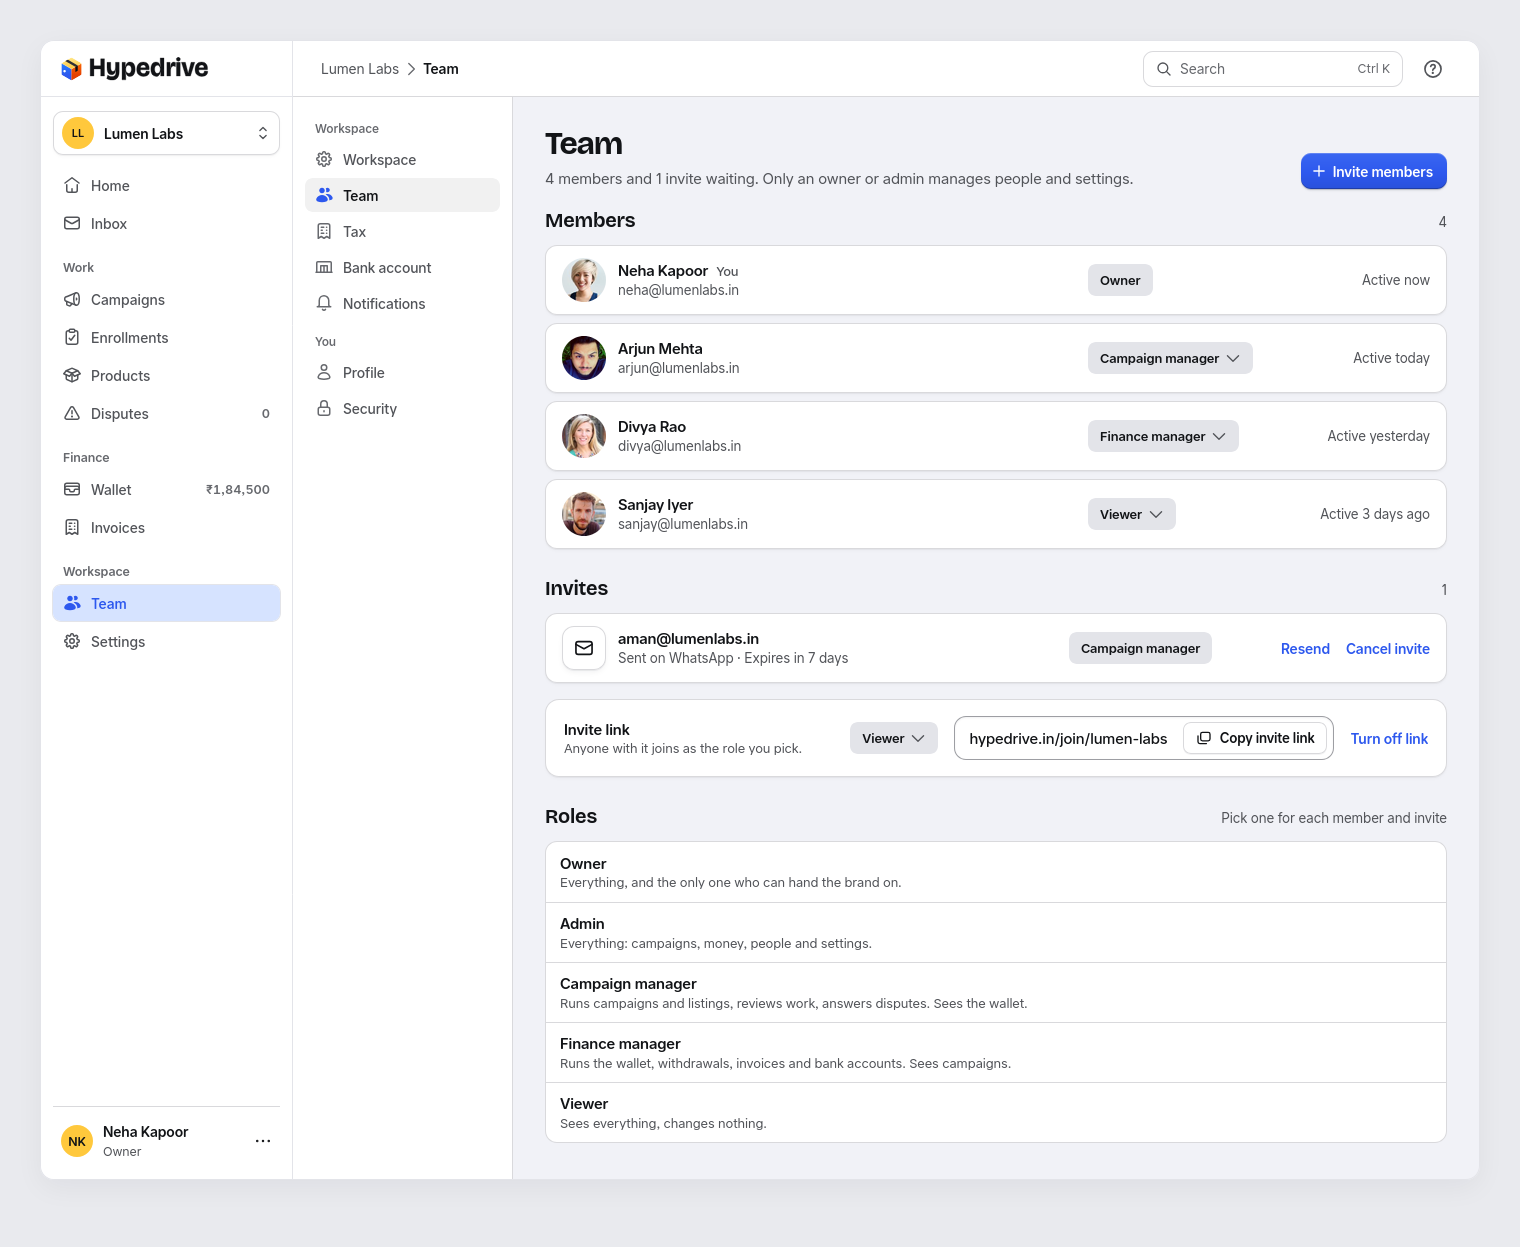 Hypedrive
Lumen Labs > Team
Search
Ctrl K
LL
Lumen Labs
Home
Inbox
Work
Campaigns
Enrollments
Products
Disputes
0
Finance
Wallet
₹1,84,500
Invoices
Workspace
Team
Settings
NK
Neha Kapoor
Owner
Workspace
Workspace
Team
Tax
Bank account
Notifications
You
Profile
Security
Team
4 members and 1 invite waiting. Only an owner or admin manages people and settings.
Invite members
Members
4
Neha Kapoor You
neha@lumenlabs.in
Owner
Active now
Arjun Mehta
arjun@lumenlabs.in
Campaign manager
Active today
Divya Rao
divya@lumenlabs.in
Finance manager
Active yesterday
Sanjay Iyer
sanjay@lumenlabs.in
Viewer
Active 3 days ago
Invites
1
aman@lumenlabs.in
Sent on WhatsApp · Expires in 7 days
Campaign manager
Resend
Cancel invite
Invite link
Anyone with it joins as the role you pick.
Viewer
hypedrive.in/join/lumen-labs
Copy invite link
Turn off link
Roles
Pick one for each member and invite
Owner
Everything, and the only one who can hand the brand on.
Admin
Everything: campaigns, money, people and settings.
Campaign manager
Runs campaigns and listings, reviews work, answers disputes. Sees the wallet.
Finance manager
Runs the wallet, withdrawals, invoices and bank accounts. Sees campaigns.
Viewer
Sees everything, changes nothing.